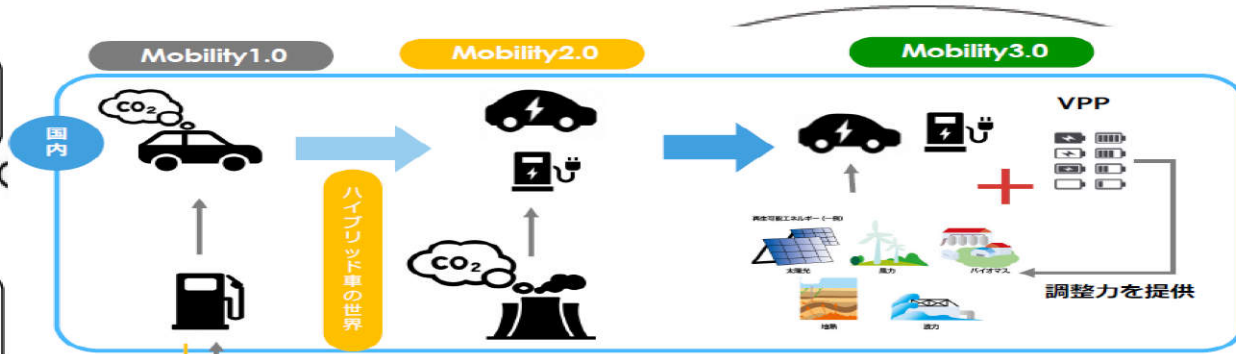 Mobility1.0
Mobility2.0
Mobility3.0
国内
CO2
ハイブリッド車の世界
CO2
VPP
再生可能エネルギー(一例)
太陽光
風力
バイオマス
地熱
波力
調整力を提供